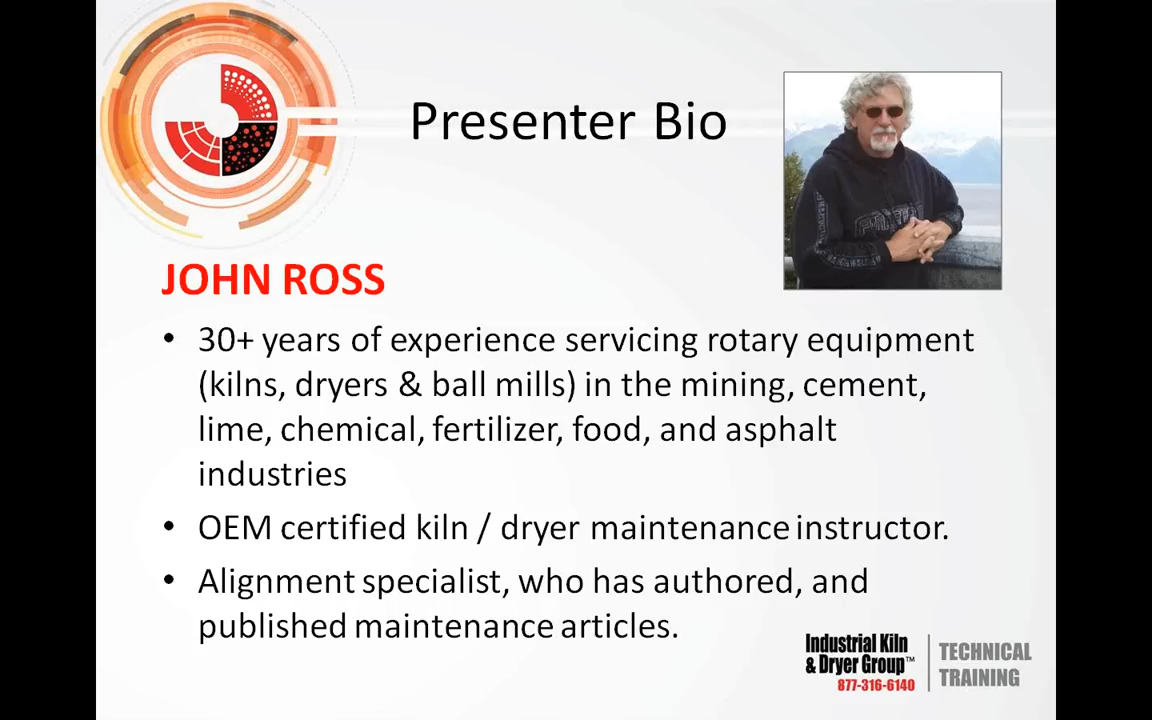 Presenter Bio
JOHN ROSS
• 30+ years of experience servicing rotary equipment
(kilns, dryers & ball mills) in the mining, cement,
lime, chemical, fertilizer, food, and asphalt
industries
• OEM certified kiln / dryer maintenance instructor.
• Alignment specialist, who has authored, and
published maintenance articles.
Industrial Kiln
& Dryer Group™
877-316-6140
TECHNICAL
TRAINING